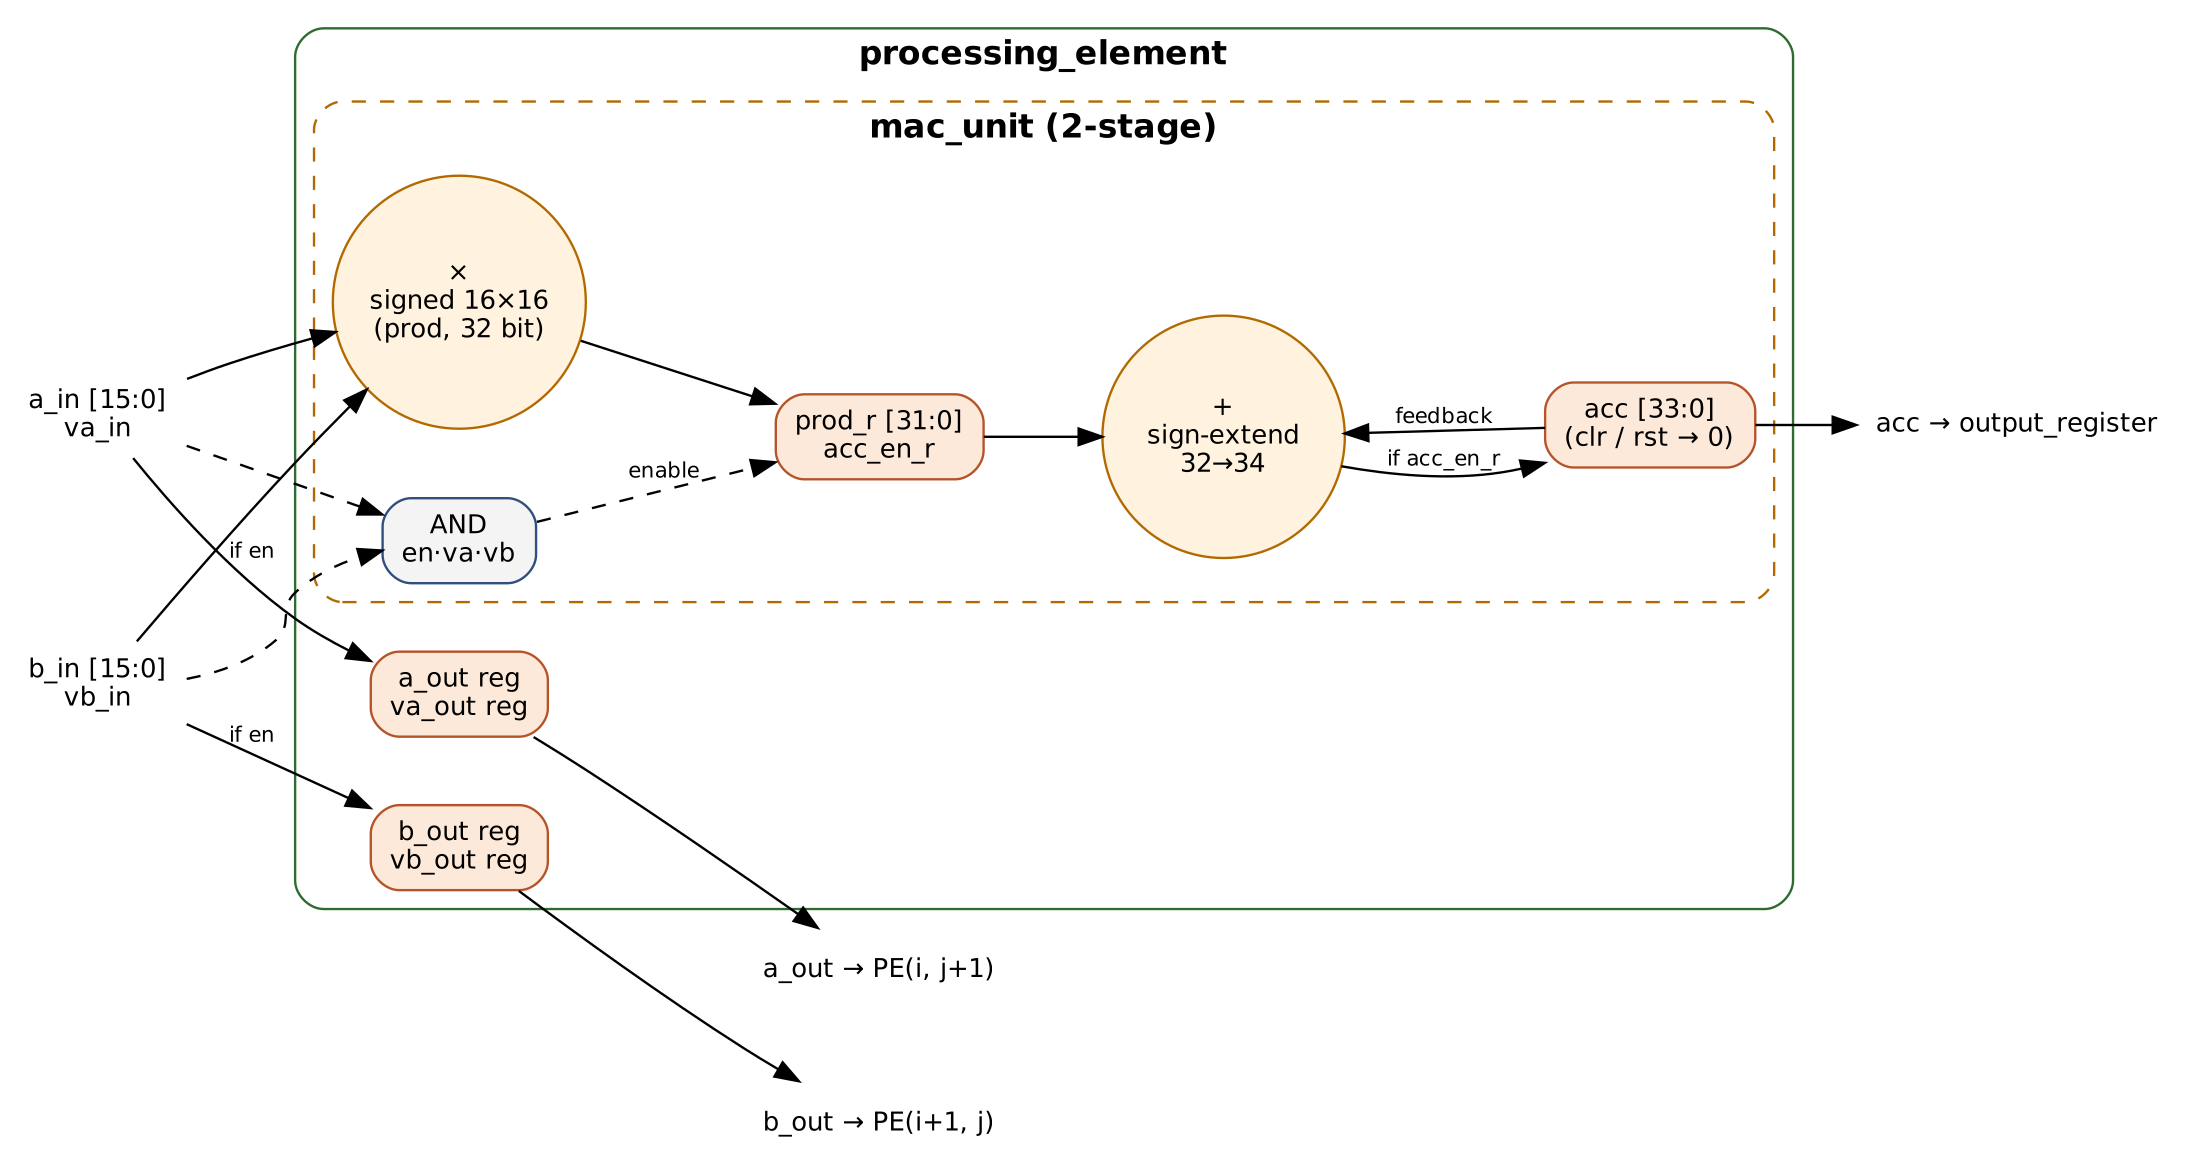 processing_element
mac_unit (2-stage)
×
signed 16×16
(prod, 32 bit)
a_in [15:0]
va_in
prod_r [31:0]
acc_en_r
+
sign-extend
32→34
feedback
if acc_en_r
acc [33:0]
(clr / rst → 0)
acc → output_register
enable
AND
en·va·vb
if en
b_in [15:0]
vb_in
a_out reg
va_out reg
if en
b_out reg
vb_out reg
a_out → PE(i, j+1)
b_out → PE(i+1, j)